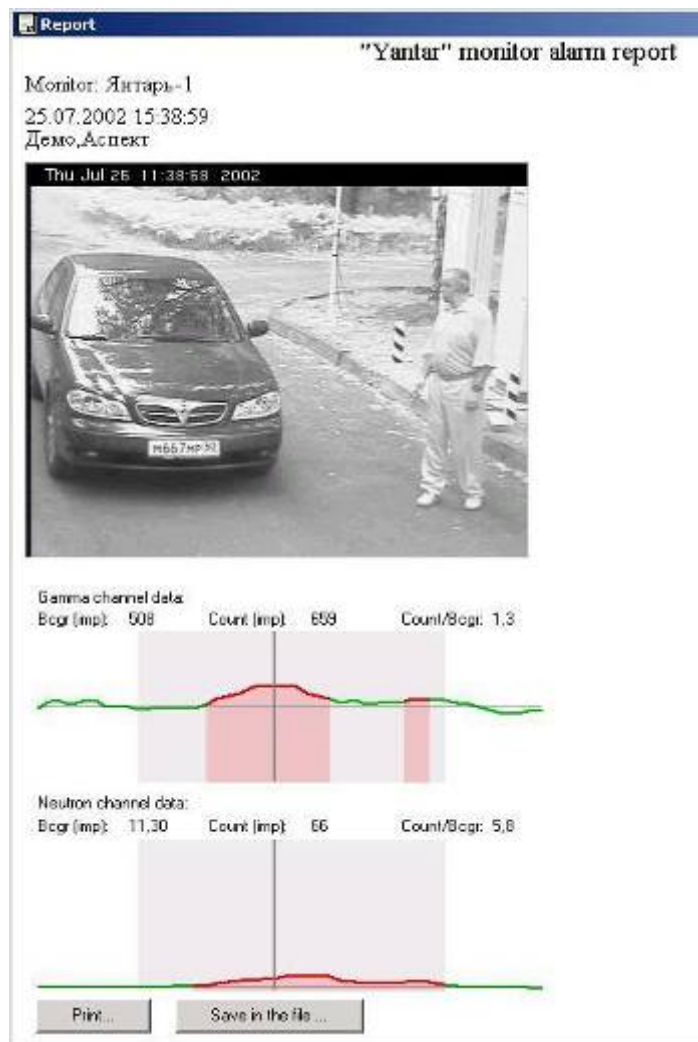 Report
"Yantar" monitor alarm report
Monitor: Янтарь-1
25.07.2002 15:38:59
Демо,Аспект
Thu Jul 25 11:38:58 2002
Gamma channel data:
Bcgr (imp): 508 Count (imp): 659 Count/Bcgr: 1,3
Neutron channel data:
Bcgr (imp): 11,30 Count (imp): 66 Count/Bcgr: 5,8
Print...
Save in the file ...